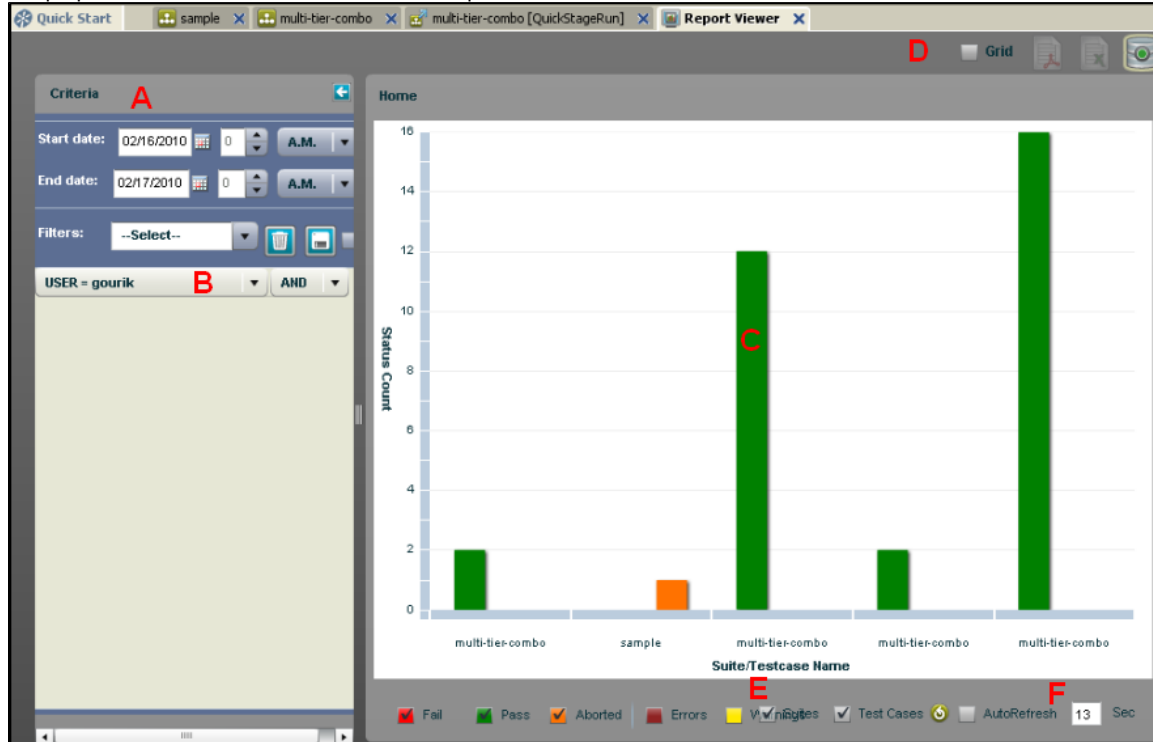 Quick Start sample multi-tier-combo multi-tier-combo [QuickStageRun] Report Viewer
D Grid
Criteria A Home
Start date: 02/16/2010 0 A.M.
End date: 02/17/2010 0 A.M.
Filters: --Select--
USER = gourik B AND
16
14
12
10
8
6
4
2
0
Status Count
C
multi-tier-combo sample multi-tier-combo multi-tier-combo multi-tier-combo
Suite/Testcase Name
E F
Fail Pass Aborted Errors Test Cases AutoRefresh 13 Sec